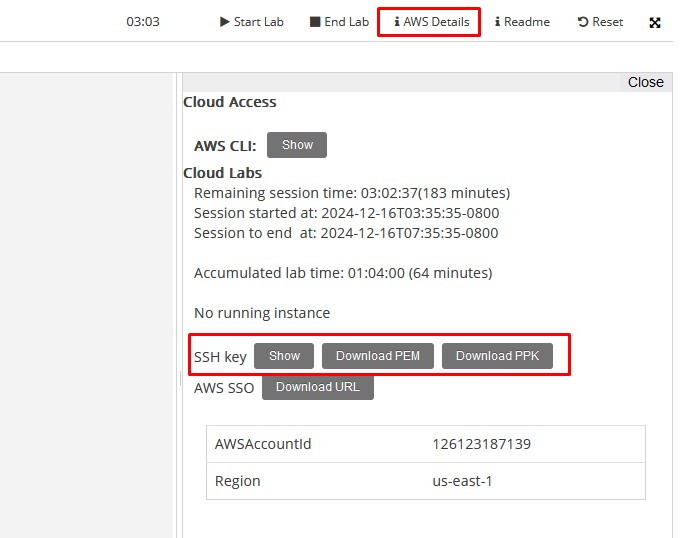 03:03 Start Lab End Lab AWS Details Readme Reset
Close
Cloud Access
AWS CLI: Show
Cloud Labs
Remaining session time: 03:02:37(183 minutes)
Session started at: 2024-12-16T03:35:35-0800
Session to end at: 2024-12-16T07:35:35-0800
Accumulated lab time: 01:04:00 (64 minutes)
No running instance
SSH key Show Download PEM Download PPK
AWS SSO Download URL
AWSAccountId 126123187139
Region us-east-1